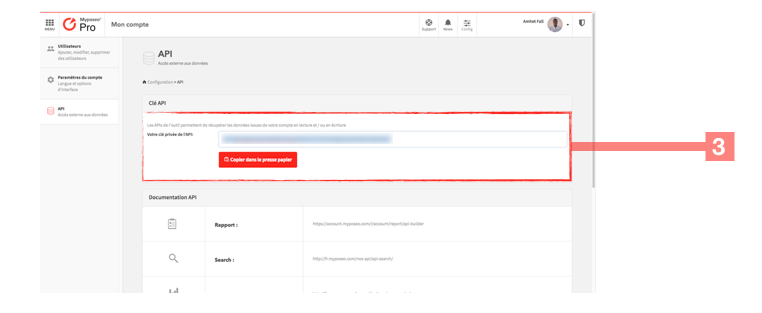 MENU
Myposeo®
Pro
Mon compte
Support
News
Config
Amhet Fall
Utilisateurs
Ajouter, modifier, supprimer
des utilisateurs
Paramètres du compte
Langue et options
d'interface
API
Accès externe aux données
API
Accès externe aux données
Configuration » API
Clé API
Les APIs de l'outil permettent de récupérer les données issues de votre compte en lecture et / ou en écriture.
Votre clé privée de l'API:
Copier dans le presse papier
3
Documentation API
Rapport :
https://account.myposeo.com/r/account/report/api-builder
Search :
http://fr.myposeo.com/nos-api/api-search/